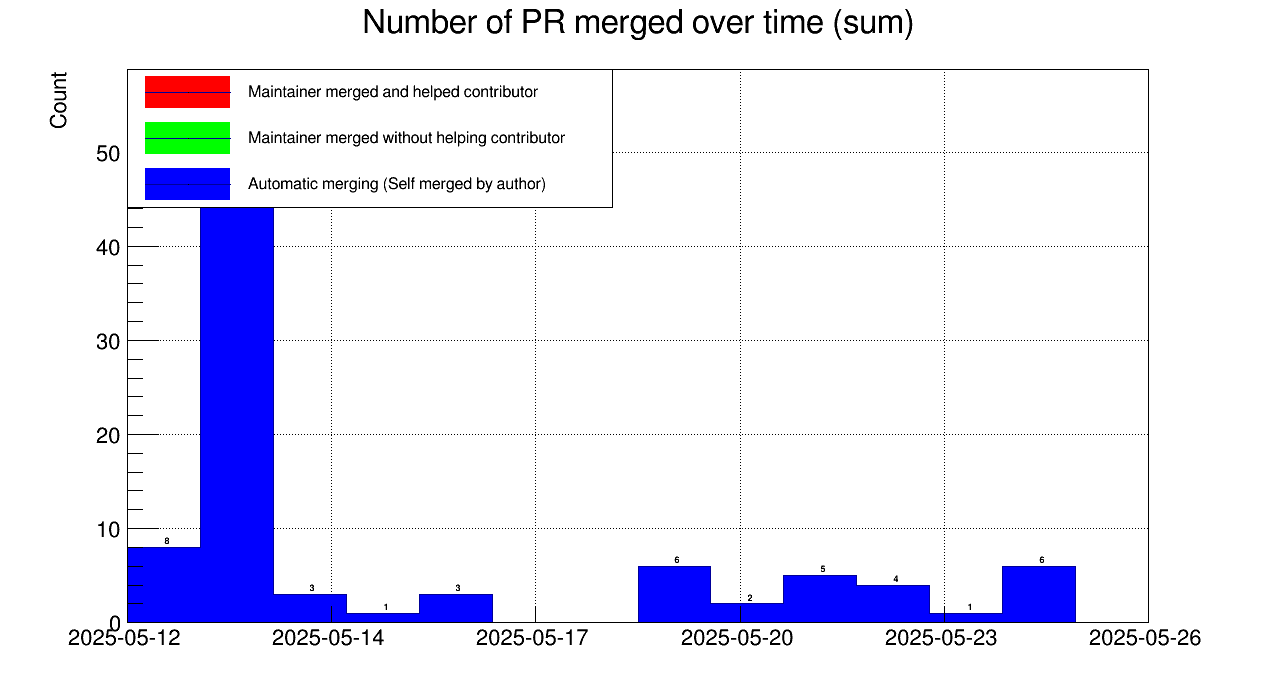 Number of PR merged over time (sum)
Count
Maintainer merged and helped contributor
Maintainer merged without helping contributor
Automatic merging (Self merged by author)
50
40
30
20
10
0
8
3
1
3
6
2
5
4
1
6
2025-05-12 2025-05-14 2025-05-17 2025-05-20 2025-05-23 2025-05-26